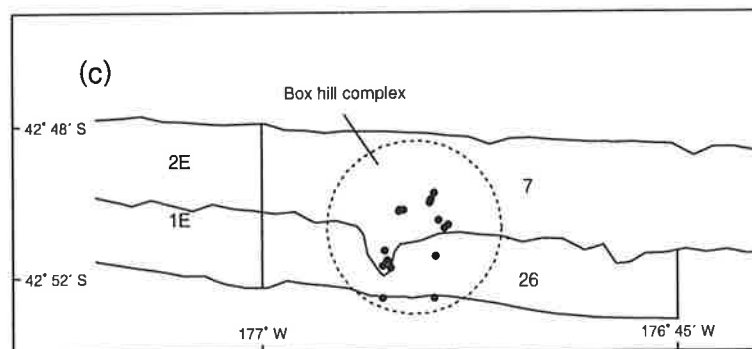 (c)
Box hill complex
42° 48′ S
2E
7
1E
42° 52′ S
26
177° W
176° 45′ W